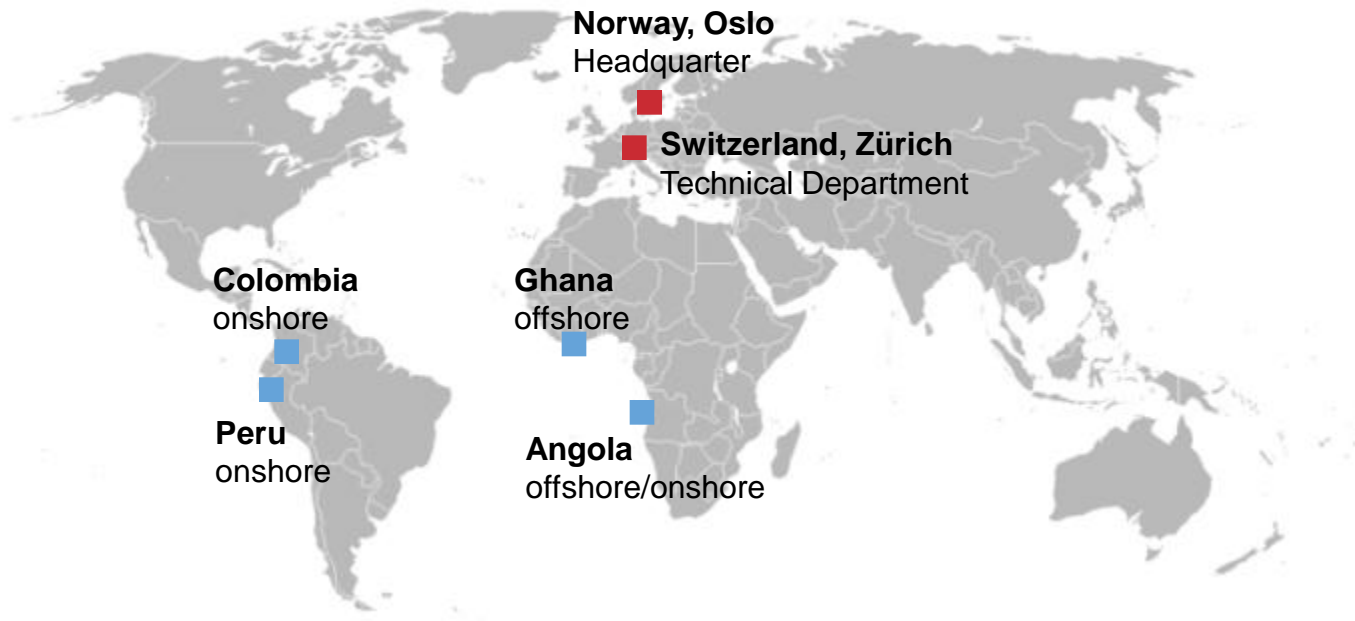 Norway, Oslo
Headquarter
Switzerland, Zürich
Technical Department
Colombia
onshore
Ghana
offshore
Peru
onshore
Angola
offshore/onshore